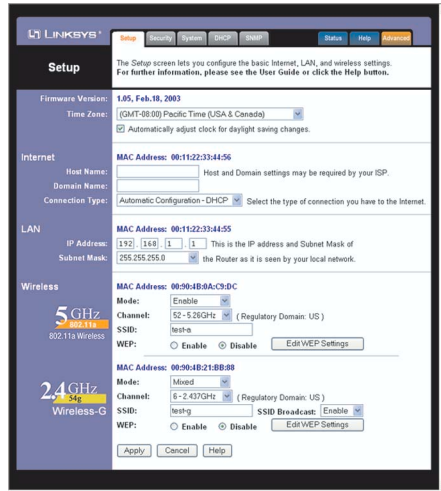 LINKSYS®
Setup Security System DHCP SNMP Status Help Advanced
Setup
The Setup screen lets you configure the basic Internet, LAN, and wireless settings.
For further information, please see the User Guide or click the Help button.
Firmware Version: 1.05, Feb.18, 2003
Time Zone: (GMT-08:00) Pacific Time (USA & Canada)
Automatically adjust clock for daylight saving changes.
Internet MAC Address: 00:11:22:33:44:56
Host Name: Host and Domain settings may be required by your ISP.
Domain Name:
Connection Type: Automatic Configuration - DHCP Select the type of connection you have to the Internet.
LAN MAC Address: 00:11:22:33:44:55
IP Address: 192 . 168 . 1 . 1 This is the IP address and Subnet Mask of
Subnet Mask: 255.255.255.0 the Router as it is seen by your local network.
Wireless MAC Address: 00:90:4B:0A:C9:DC
Mode: Enable
5 GHz
802.11a
802.11a Wireless
Channel: 52 - 5.26GHz ( Regulatory Domain: US )
SSID: test-a
WEP: Enable Disable Edit WEP Settings
MAC Address: 00:90:4B:21:BB:88
2.4 GHz
54g
Wireless-G
Mode: Mixed
Channel: 6 - 2.437GHz ( Regulatory Domain: US )
SSID: test-g SSID Broadcast: Enable
WEP: Enable Disable Edit WEP Settings
Apply Cancel Help